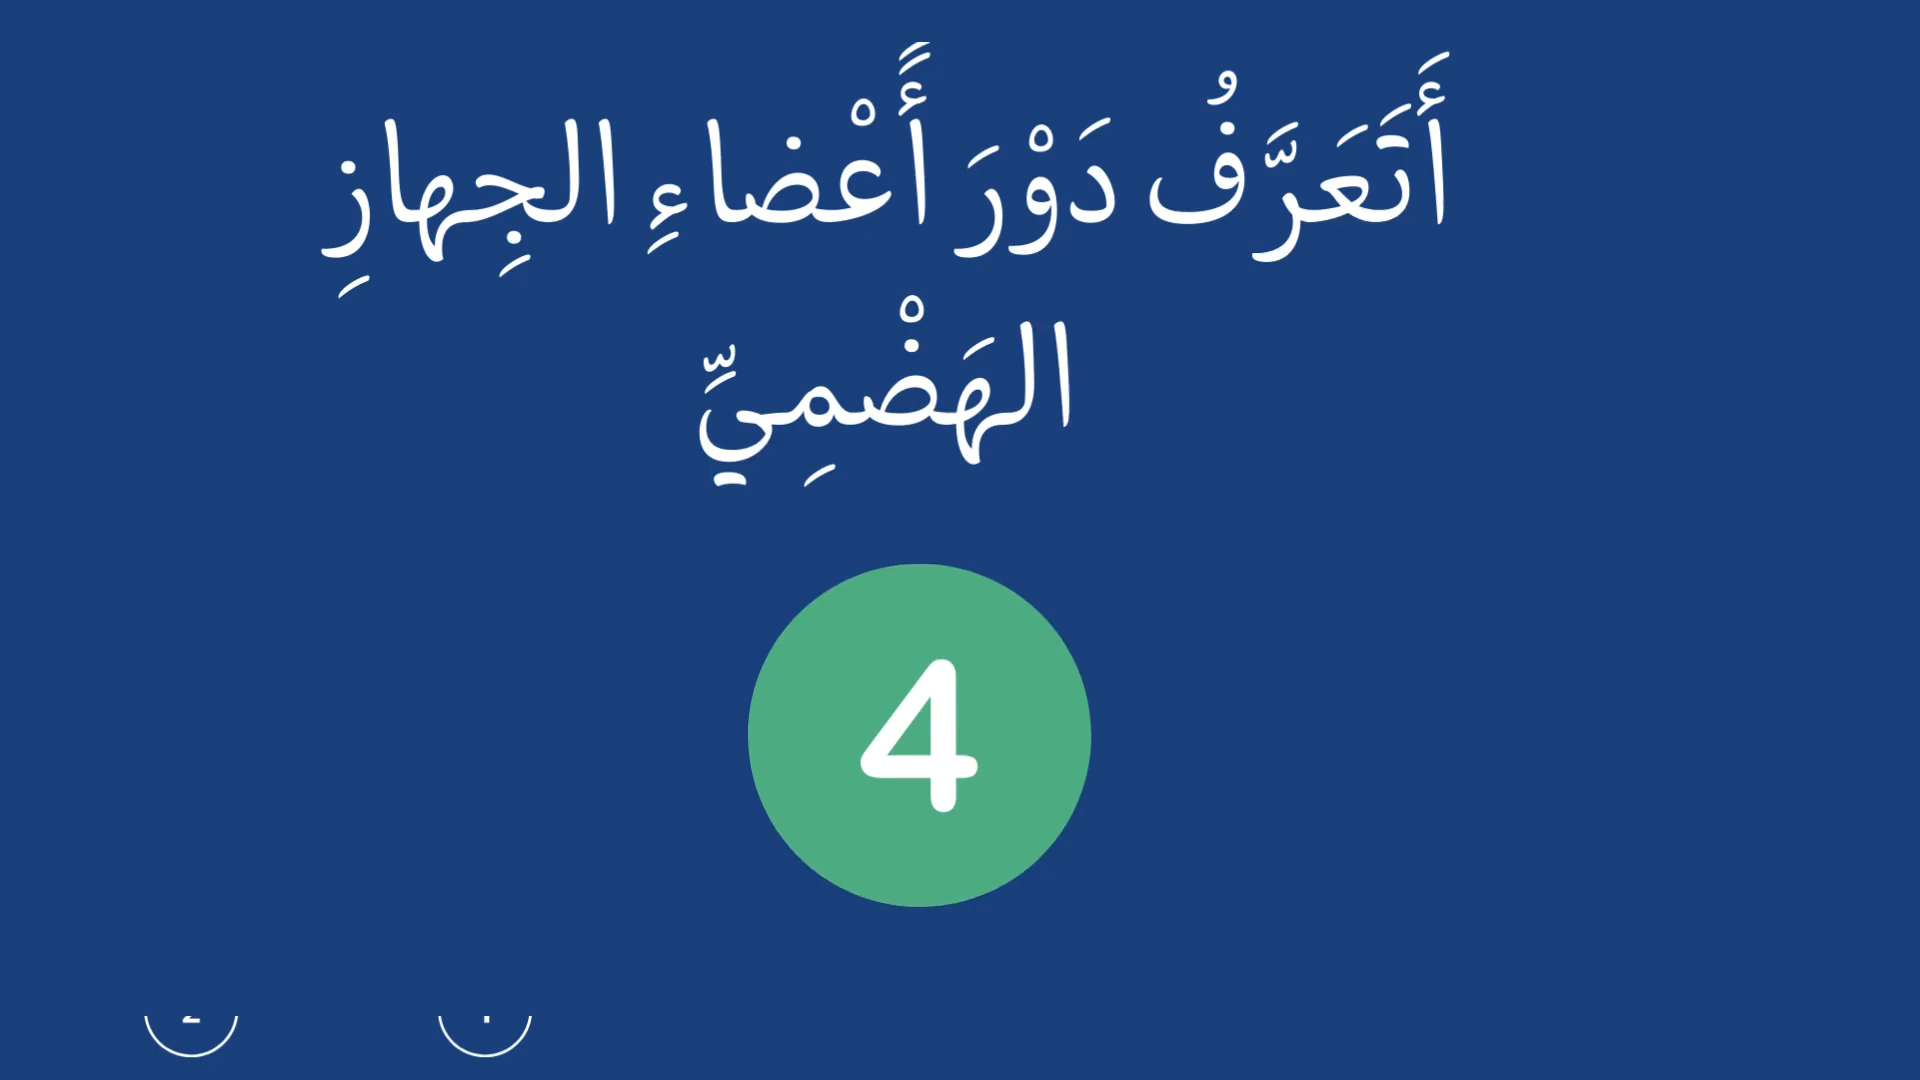 أَتَعَرَّفُ دَوْرَ أًَعْضاءِ الجِهازِ
الهَضْمِيِّ
4